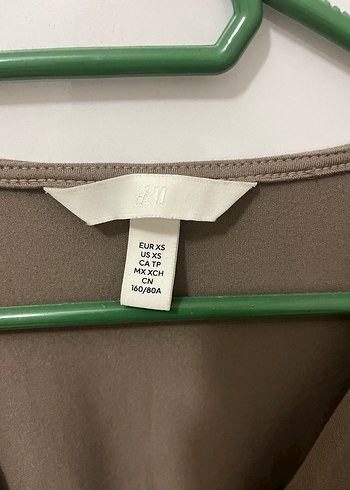 EUR XS
US XS
CA TP
MX XCH
CN
160/80A